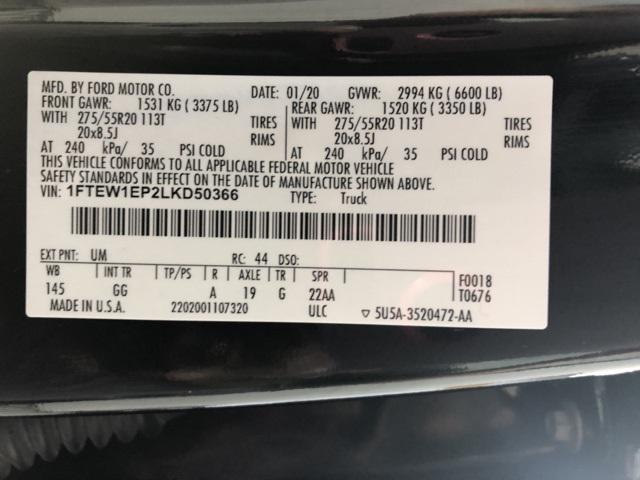 MFD. BY FORD MOTOR CO. DATE: 01/20 GVWR: 2994 KG ( 6600 LB)
FRONT GAWR: 1531 KG ( 3375 LB) REAR GAWR: 1520 KG ( 3350 LB)
WITH 275/55R20 113T TIRES WITH 275/55R20 113T TIRES
20x8.5J RIMS 20x8.5J RIMS
AT 240 kPa/ 35 PSI COLD AT 240 kPa/ 35 PSI COLD
THIS VEHICLE CONFORMS TO ALL APPLICABLE FEDERAL MOTOR VEHICLE
SAFETY STANDARDS IN EFFECT ON THE DATE OF MANUFACTURE SHOWN ABOVE.
VIN: 1FTEW1EP2LKD50366 TYPE: Truck
EXT PNT: UM RC: 44 DSO:
WB INT TR TP/PS R AXLE TR SPR F0018
145 GG A 19 G 22AA T0676
MADE IN U.S.A. 2202001107320 ULC ▽ 5U5A-3520472-AA